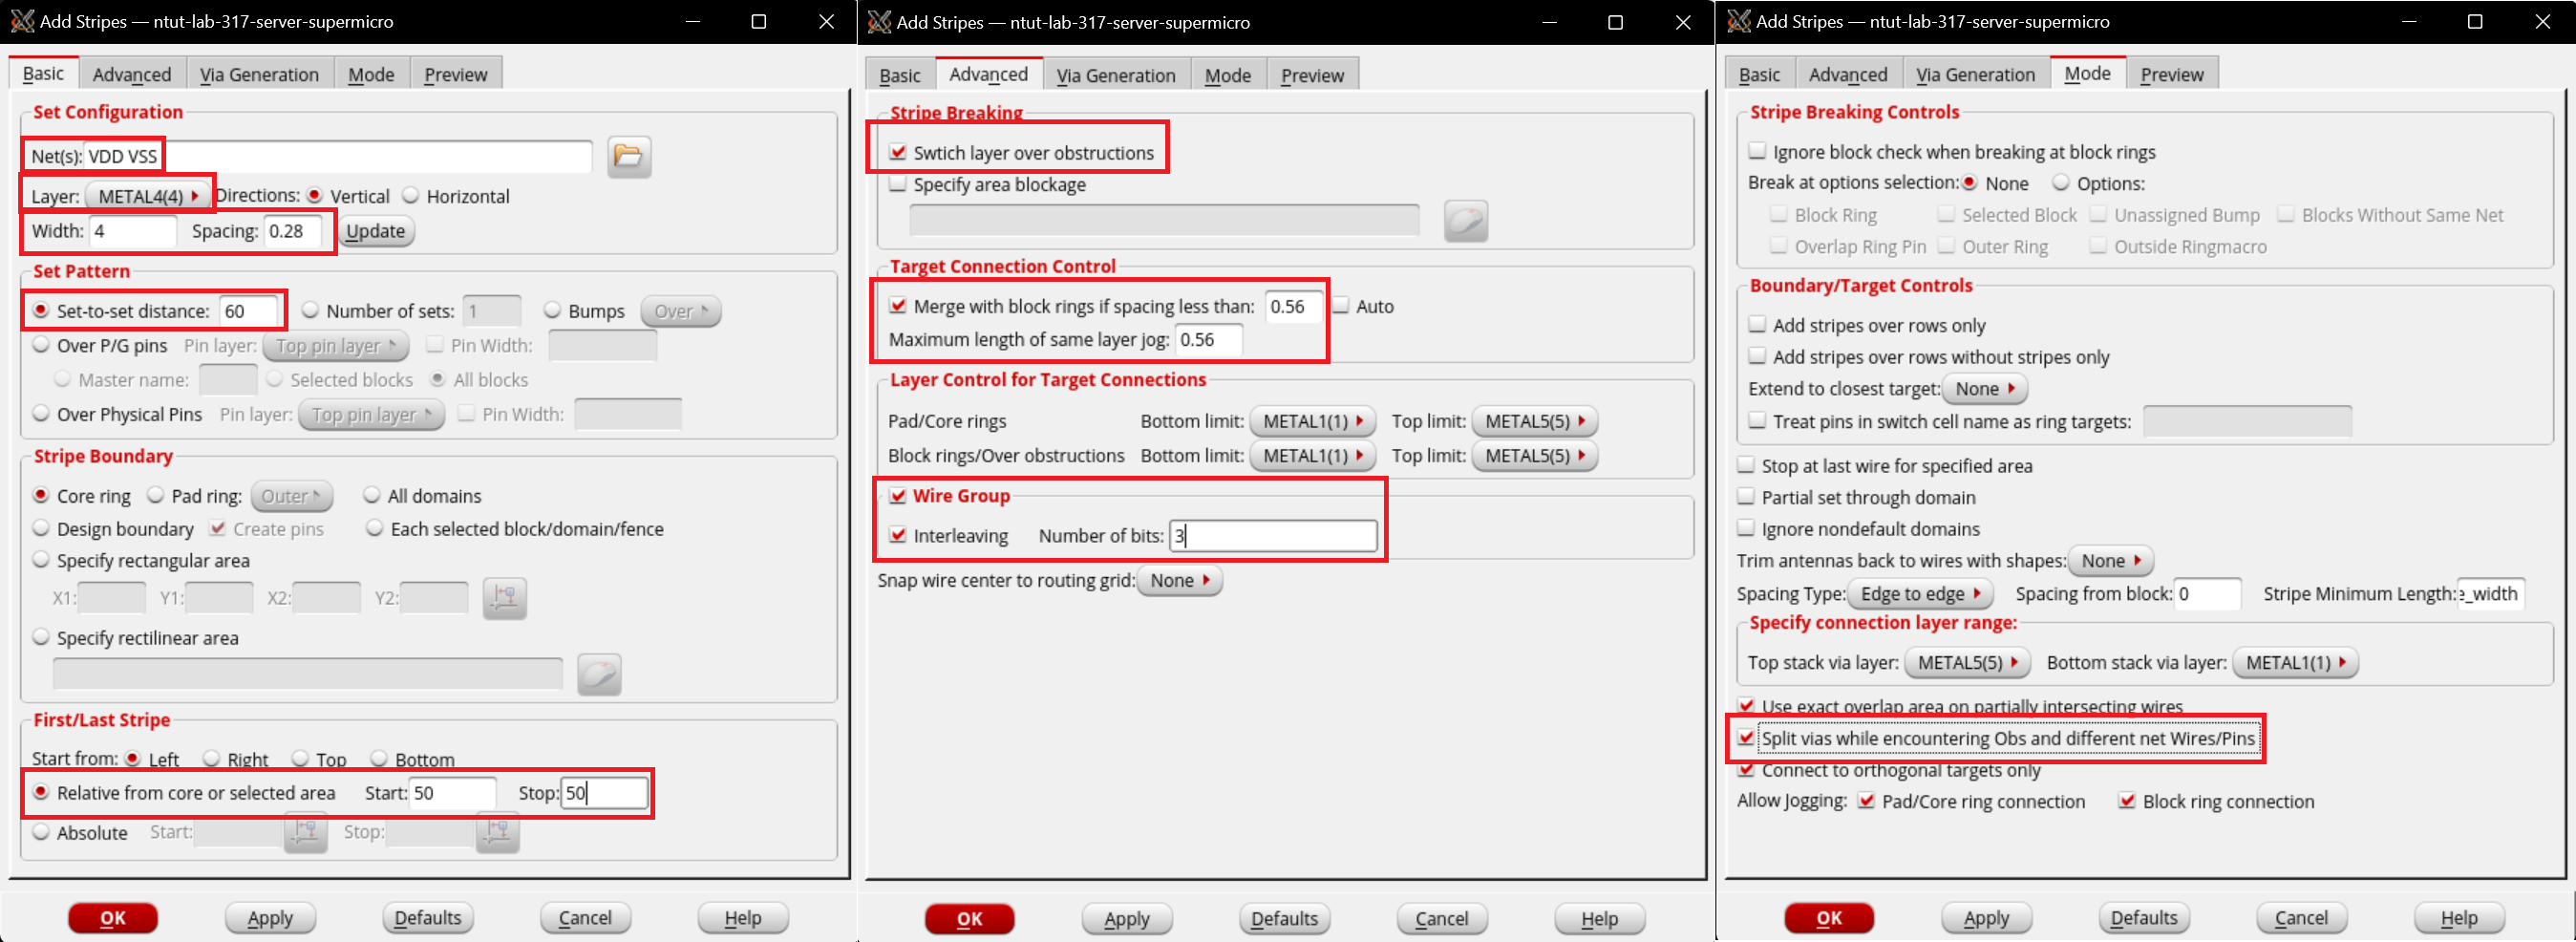 Add Stripes — ntut-lab-317-server-supermicro
Basic Advanced Via Generation Mode Preview
Set Configuration
Net(s): VDD VSS
Layer: METAL4(4) Directions: Vertical Horizontal
Width: 4 Spacing: 0.28 Update
Set Pattern
Set-to-set distance: 60 Number of sets: 1 Bumps Over
Over P/G pins Pin layer: Top pin layer Pin Width:
Master name: Selected blocks All blocks
Over Physical Pins Pin layer: Top pin layer Pin Width:
Stripe Boundary
Core ring Pad ring: Outer All domains
Design boundary Create pins Each selected block/domain/fence
Specify rectangular area
X1: Y1: X2: Y2:
Specify rectilinear area
First/Last Stripe
Start from: Left Right Top Bottom
Relative from core or selected area Start: 50 Stop: 50
Absolute Start: Stop:
OK Apply Defaults Cancel Help
Add Stripes — ntut-lab-317-server-supermicro
Basic Advanced Via Generation Mode Preview
Stripe Breaking
Swtich layer over obstructions
Specify area blockage
Target Connection Control
Merge with block rings if spacing less than: 0.56 Auto
Maximum length of same layer jog: 0.56
Layer Control for Target Connections
Pad/Core rings Bottom limit: METAL1(1) Top limit: METAL5(5)
Block rings/Over obstructions Bottom limit: METAL1(1) Top limit: METAL5(5)
Wire Group
Interleaving Number of bits: 3
Snap wire center to routing grid: None
OK Apply Defaults Cancel Help
Add Stripes — ntut-lab-317-server-supermicro
Basic Advanced Via Generation Mode Preview
Stripe Breaking Controls
Ignore block check when breaking at block rings
Break at options selection: None Options:
Block Ring Selected Block Unassigned Bump Blocks Without Same Net
Overlap Ring Pin Outer Ring Outside Ringmacro
Boundary/Target Controls
Add stripes over rows only
Add stripes over rows without stripes only
Extend to closest target: None
Treat pins in switch cell name as ring targets:
Stop at last wire for specified area
Partial set through domain
Ignore nondefault domains
Trim antennas back to wires with shapes: None
Spacing Type: Edge to edge Spacing from block: 0 Stripe Minimum Length: e_width
Specify connection layer range:
Top stack via layer: METAL5(5) Bottom stack via layer: METAL1(1)
Use exact overlap area on partially intersecting wires
Split vias while encountering Obs and different net Wires/Pins
Connect to orthogonal targets only
Allow Jogging: Pad/Core ring connection Block ring connection
OK Apply Defaults Cancel Help